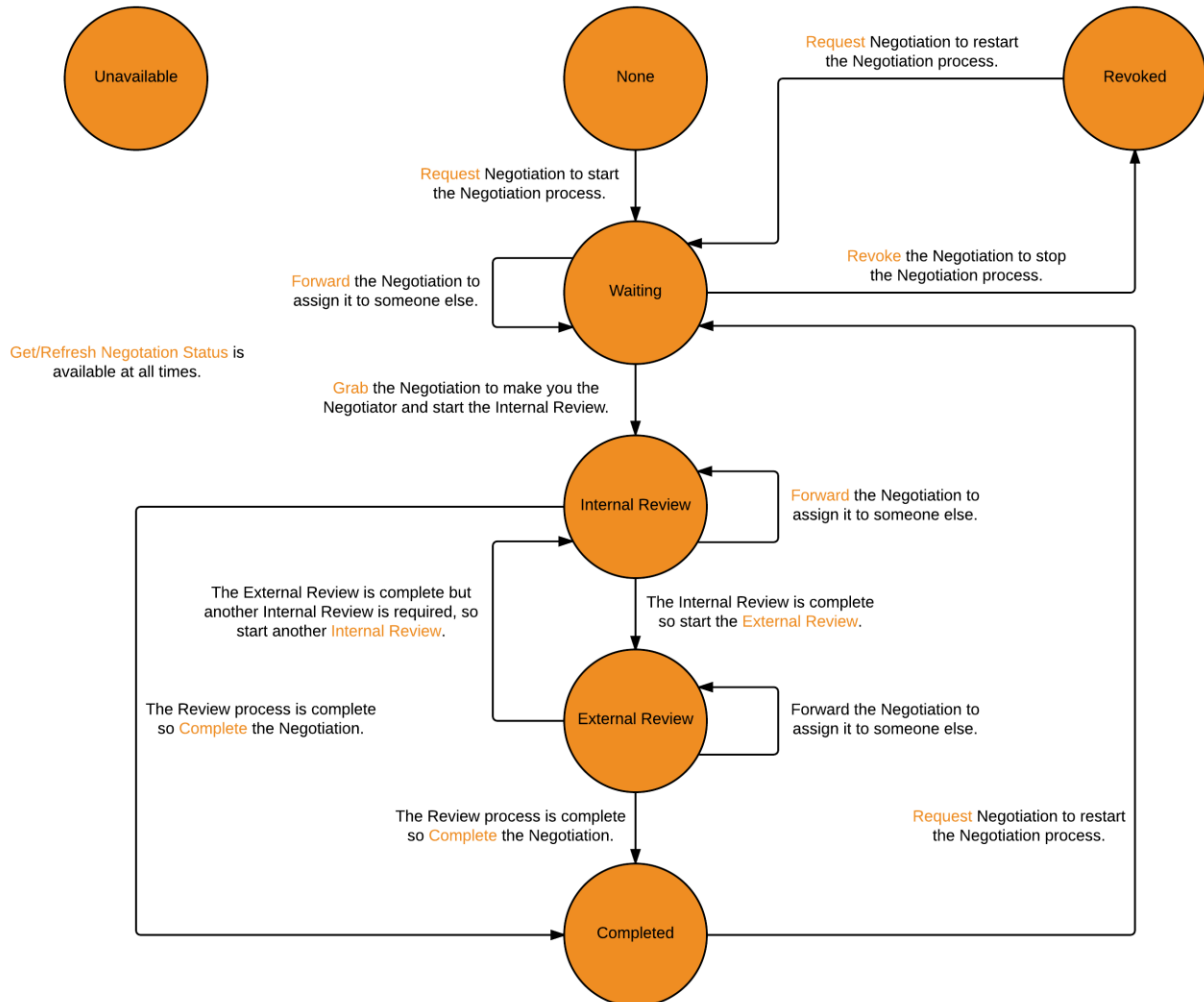 Unavailable
None
Revoked
Request Negotiation to restart
the Negotiation process.
Request Negotiation to start
the Negotiation process.
Forward the Negotiation to
assign it to someone else.
Waiting
Revoke the Negotiation to stop
the Negotiation process.
Get/Refresh Negotation Status is
available at all times.
Grab the Negotiation to make you the
Negotiator and start the Internal Review.
Internal Review
Forward the Negotiation to
assign it to someone else.
The External Review is complete but
another Internal Review is required, so
start another Internal Review.
The Internal Review is complete
so start the External Review.
The Review process is complete
so Complete the Negotiation.
External Review
Forward the Negotiation to
assign it to someone else.
The Review process is complete
so Complete the Negotiation.
Request Negotiation to restart
the Negotiation process.
Completed